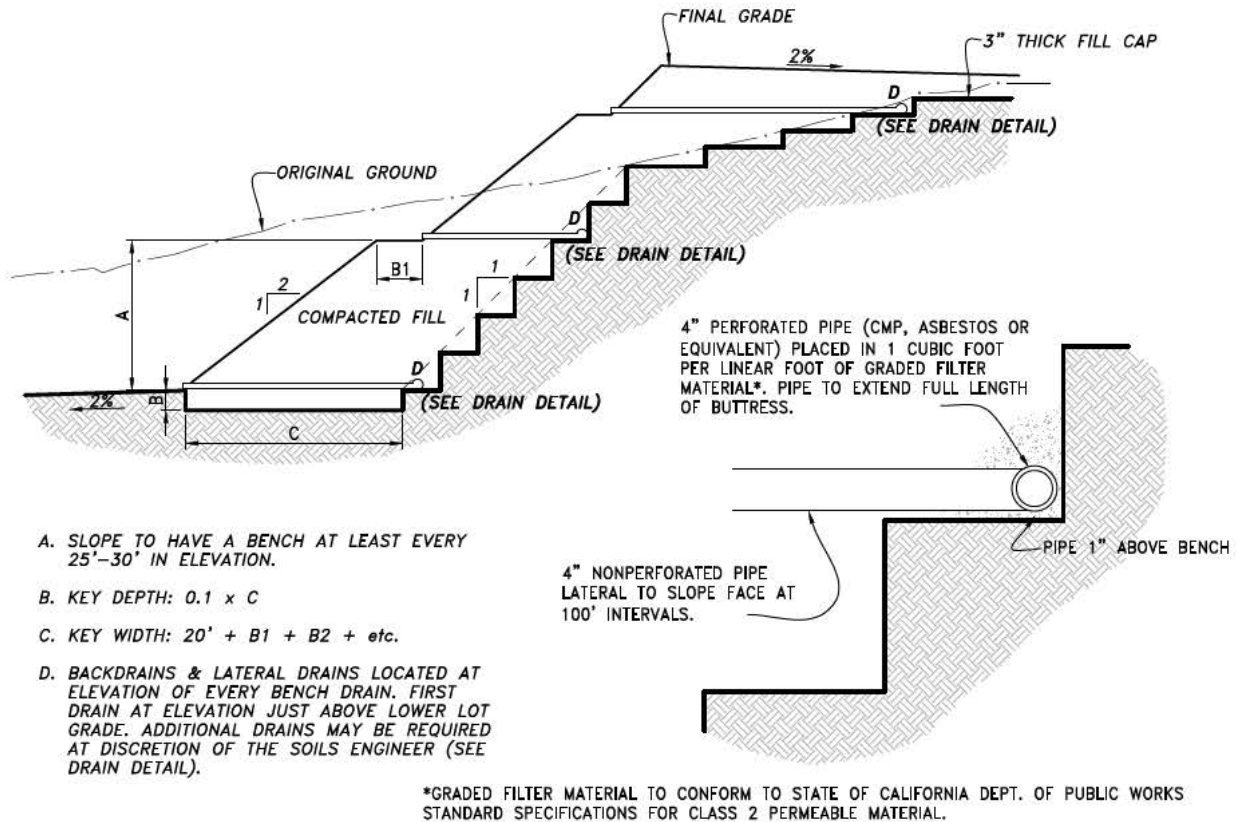 FINAL GRADE
3" THICK FILL CAP
2%
D
(SEE DRAIN DETAIL)
ORIGINAL GROUND
D
(SEE DRAIN DETAIL)
B1
A
2
1
1
1
COMPACTED FILL
D
(SEE DRAIN DETAIL)
2%
B
C
4" PERFORATED PIPE (CMP, ASBESTOS OR
EQUIVALENT) PLACED IN 1 CUBIC FOOT
PER LINEAR FOOT OF GRADED FILTER
MATERIAL*. PIPE TO EXTEND FULL LENGTH
OF BUTTRESS.
PIPE 1" ABOVE BENCH
4" NONPERFORATED PIPE
LATERAL TO SLOPE FACE AT
100' INTERVALS.
A. SLOPE TO HAVE A BENCH AT LEAST EVERY
25'-30' IN ELEVATION.
B. KEY DEPTH: 0.1 x C
C. KEY WIDTH: 20' + B1 + B2 + etc.
D. BACKDRAINS & LATERAL DRAINS LOCATED AT
ELEVATION OF EVERY BENCH DRAIN. FIRST
DRAIN AT ELEVATION JUST ABOVE LOWER LOT
GRADE. ADDITIONAL DRAINS MAY BE REQUIRED
AT DISCRETION OF THE SOILS ENGINEER (SEE
DRAIN DETAIL).
*GRADED FILTER MATERIAL TO CONFORM TO STATE OF CALIFORNIA DEPT. OF PUBLIC WORKS
STANDARD SPECIFICATIONS FOR CLASS 2 PERMEABLE MATERIAL.